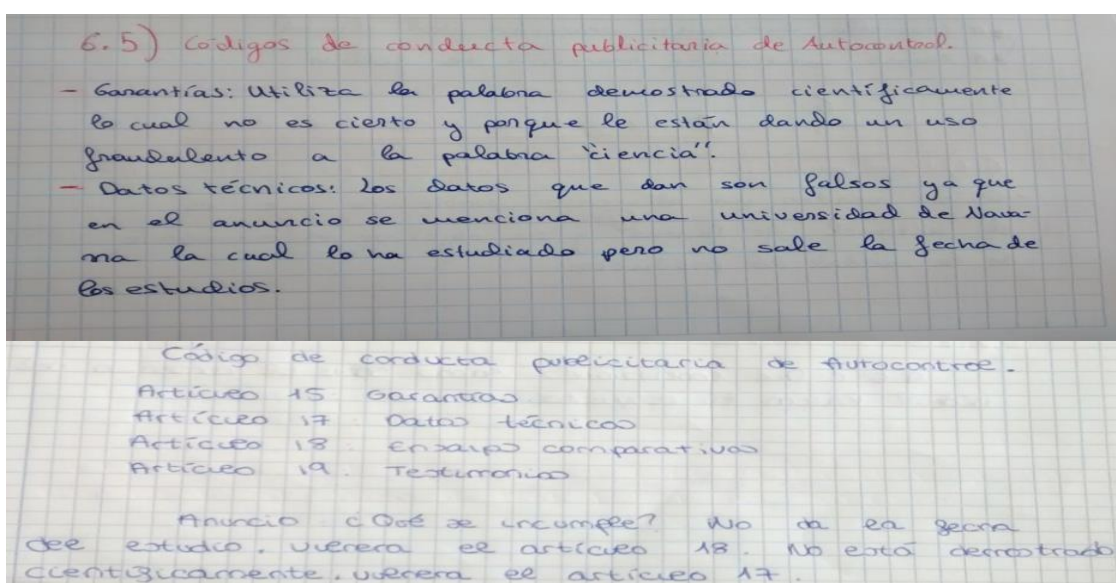 6.5) Códigos de conducta publicitaria de Autocontrol.
- Garantías: Utiliza la palabra demostrado científicamente
lo cual no es cierto y porque le están dando un uso
fraudulento a la palabra "ciencia".
- Datos técnicos: Los datos que dan son falsos ya que
en el anuncio se menciona una universidad de Nava-
rra la cual lo ha estudiado pero no sale la fecha de
los estudios.
Código de conducta publicitaria de Autocontrol.
Artículo 15 Garantías
Artículo 17 Datos técnicos
Artículo 18. Ensayos comparativos
Artículo 19. Testimonios
Anuncio ¿Qué se incumple? No da la fecha
del estudio. vulnera el artículo 18. No está demostrado
científicamente. vulnera el artículo 17.